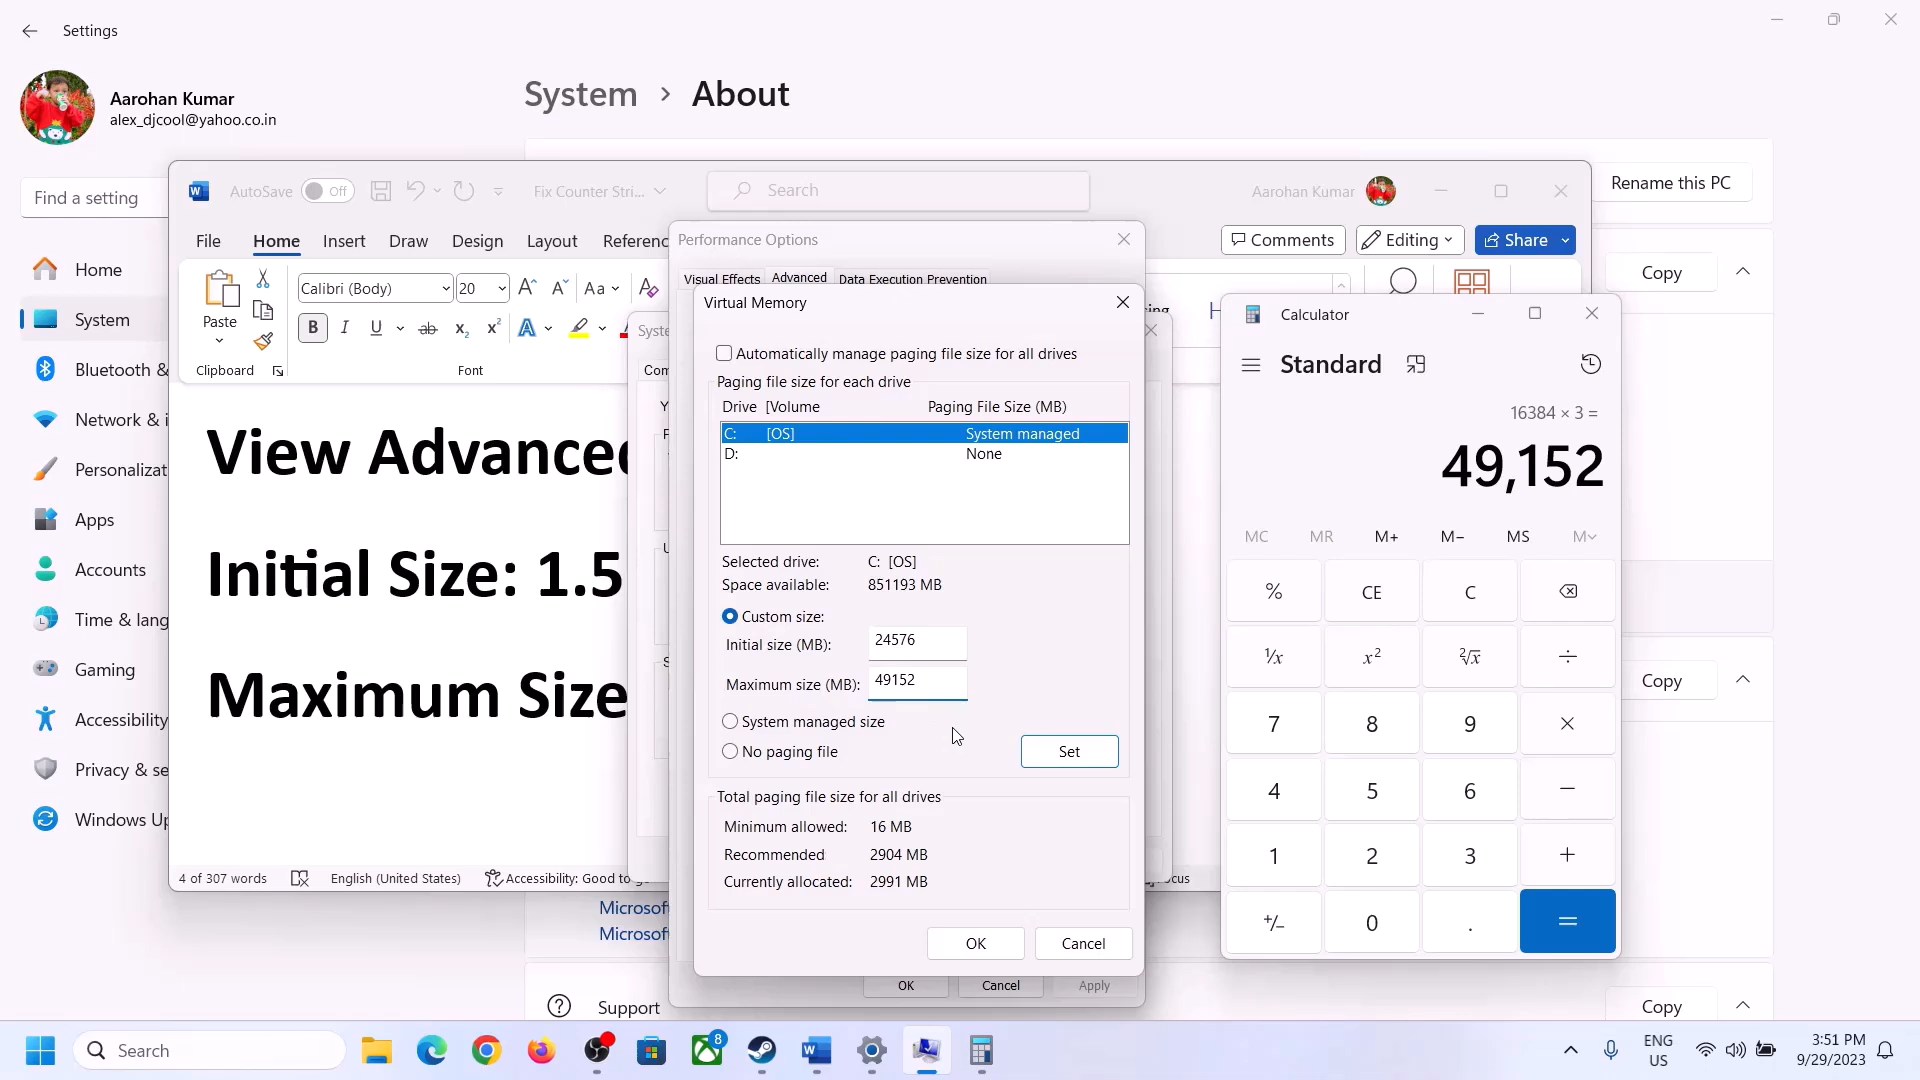 Settings
Aarohan Kumar
alex_djcool@yahoo.co.in
System > About
Find a setting
Home
System
Bluetooth &
Network & i
Personalizat
Apps
Accounts
Time & lang
Gaming
Accessibility
Privacy & se
Windows Up
Rename this PC
Copy
Copy
Copy
Support
AutoSave Off
Fix Counter Stri...
Search
Aarohan Kumar
File Home Insert Draw Design Layout Referenc
Comments Editing Share
Paste
Calibri (Body) 20
Clipboard Font
View Advanced
Initial Size: 1.5
Maximum Size
4 of 307 words English (United States) Accessibility: Good to
Microsof
Microsof
Performance Options
Visual Effects Advanced Data Execution Prevention
OK Cancel Apply
Virtual Memory
Automatically manage paging file size for all drives
Paging file size for each drive
Drive [Volume Paging File Size (MB)
C: [OS] System managed
D: None
Selected drive: C: [OS]
Space available: 851193 MB
Custom size:
Initial size (MB): 24576
Maximum size (MB): 49152
System managed size
No paging file
Set
Total paging file size for all drives
Minimum allowed: 16 MB
Recommended 2904 MB
Currently allocated: 2991 MB
OK Cancel
Calculator
Standard
16384 × 3 =
49,152
MC MR M+ M− MS M
% CE C
¹/x x² ²√x ÷
7 8 9 ×
4 5 6 −
1 2 3 +
+/− 0 . =
Search
8
ENG
US
3:51 PM
9/29/2023